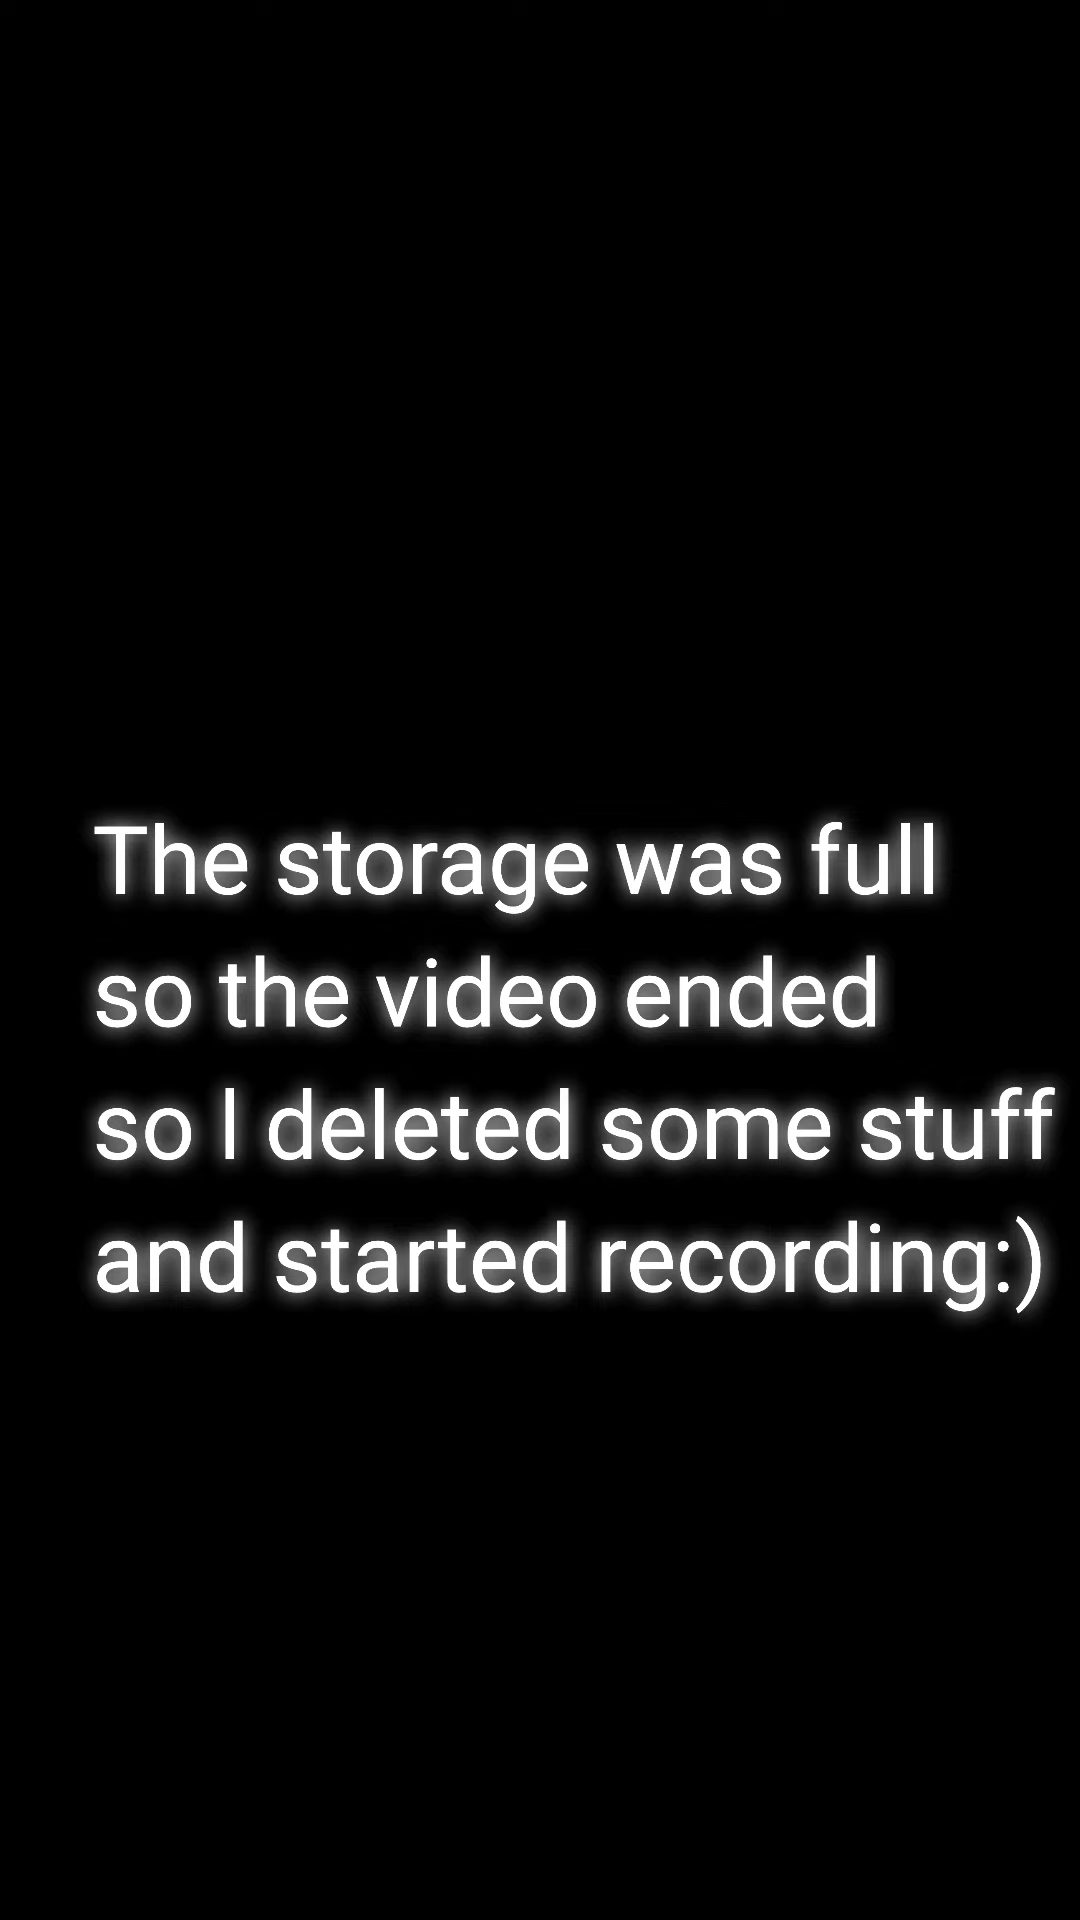 The storage was full
so the video ended
so I deleted some stuff
and started recording:)